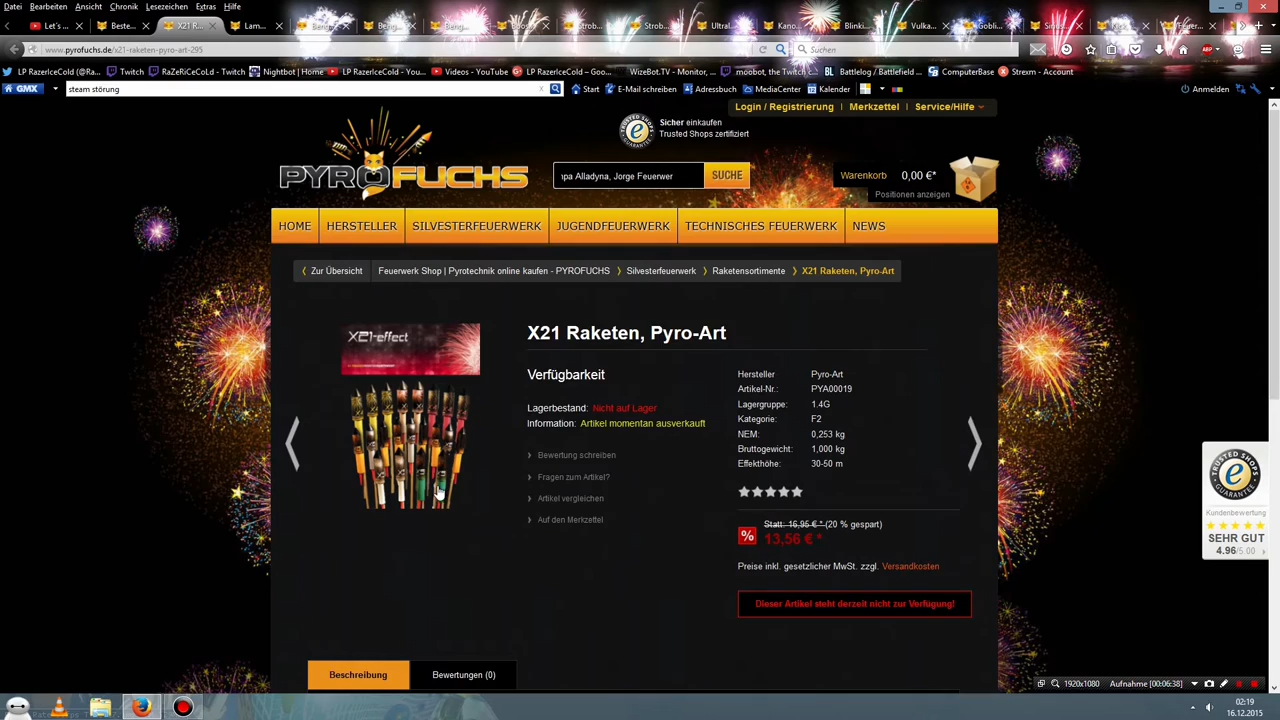 Datei Bearbeiten Ansicht Chronik Lesezeichen Extras Hilfe
Let's Beste... X21 R... Lam... Beng... Beng... Beng... Strob... Strob... Ultral... Kano... Blinki... Vulka... Gobli...
www.pyrofuchs.de/x21-raketen-pyro-art-295 Suchen
LP RazerIceCold (@Ra... Twitch RaZeRiCeCoLd - Twitch Nightbot | Home LP RazerIceCold - You... Videos - YouTube LP RazerIceCold – Goo... WizeBot.TV - Monitor, ... moobot, the Twitch c... Battlelog / Battlefield ... ComputerBase Strexm - Account
GMX steam störung Start E-Mail schreiben Adressbuch MediaCenter Kalender Anmelden
Login / Registrierung Merkzettel Service/Hilfe
Sicher einkaufen
Trusted Shops zertifiziert
PYROFUCHS
pa Alladyna, Jorge Feuerwer SUCHE
Warenkorb 0,00 €*
Positionen anzeigen
HOME HERSTELLER SILVESTERFEUERWERK JUGENDFEUERWERK TECHNISCHES FEUERWERK NEWS
Zur Übersicht Feuerwerk Shop | Pyrotechnik online kaufen - PYROFUCHS Silvesterfeuerwerk Raketensortimente X21 Raketen, Pyro-Art
X21-effect
X21 Raketen, Pyro-Art
Verfügbarkeit
Lagerbestand: Nicht auf Lager
Information: Artikel momentan ausverkauft
Bewertung schreiben
Fragen zum Artikel?
Artikel vergleichen
Auf den Merkzettel
Hersteller Pyro-Art
Artikel-Nr.: PYA00019
Lagergruppe: 1.4G
Kategorie: F2
NEM: 0,253 kg
Bruttogewicht: 1,000 kg
Effekthöhe: 30-50 m
Statt: 16,95 € * (20 % gespart)
% 13,56 € *
Preise inkl. gesetzlicher MwSt. zzgl. Versandkosten
Dieser Artikel steht derzeit nicht zur Verfügung!
Beschreibung Bewertungen (0)
TRUSTED SHOPS
GUARANTEE
Kundenbewertung
SEHR GUT
4.96/5.00
1920x1080 Aufnahme [00:06:38]
02:19
16.12.2015